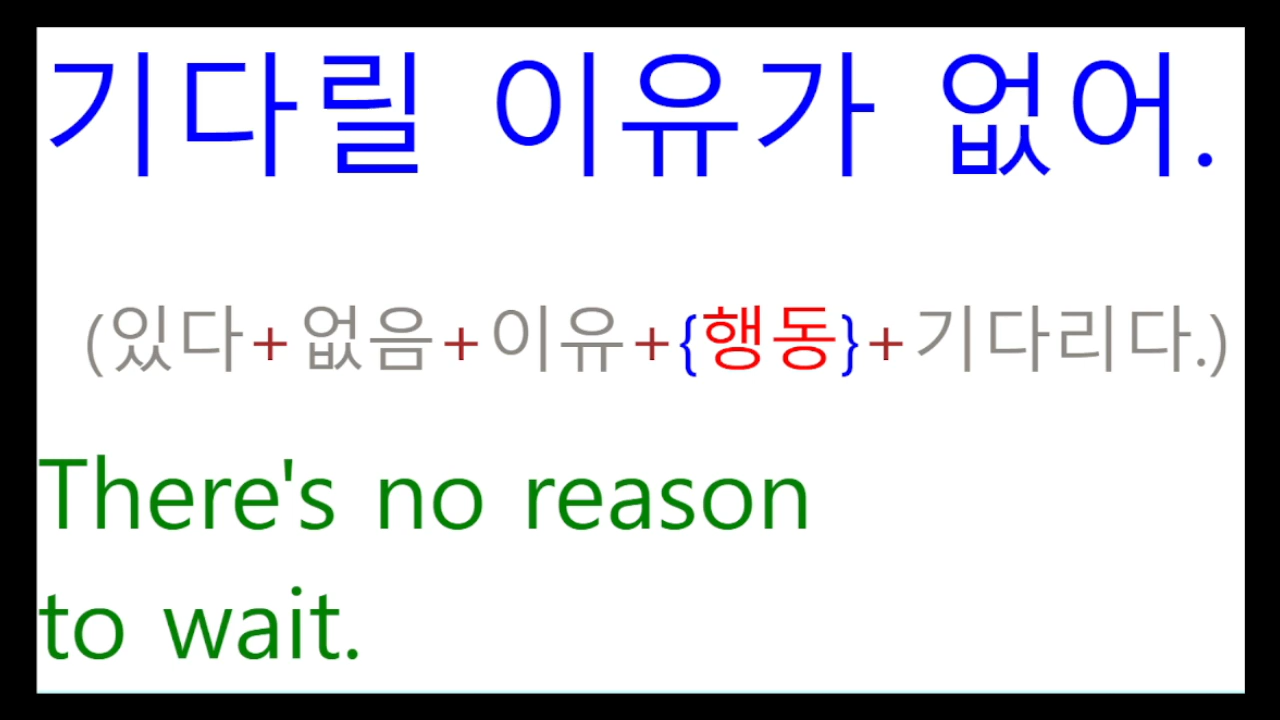 기다릴 이유가 없어.
(있다+없음+이유+{행동}+기다리다.)
There's no reason
to wait.